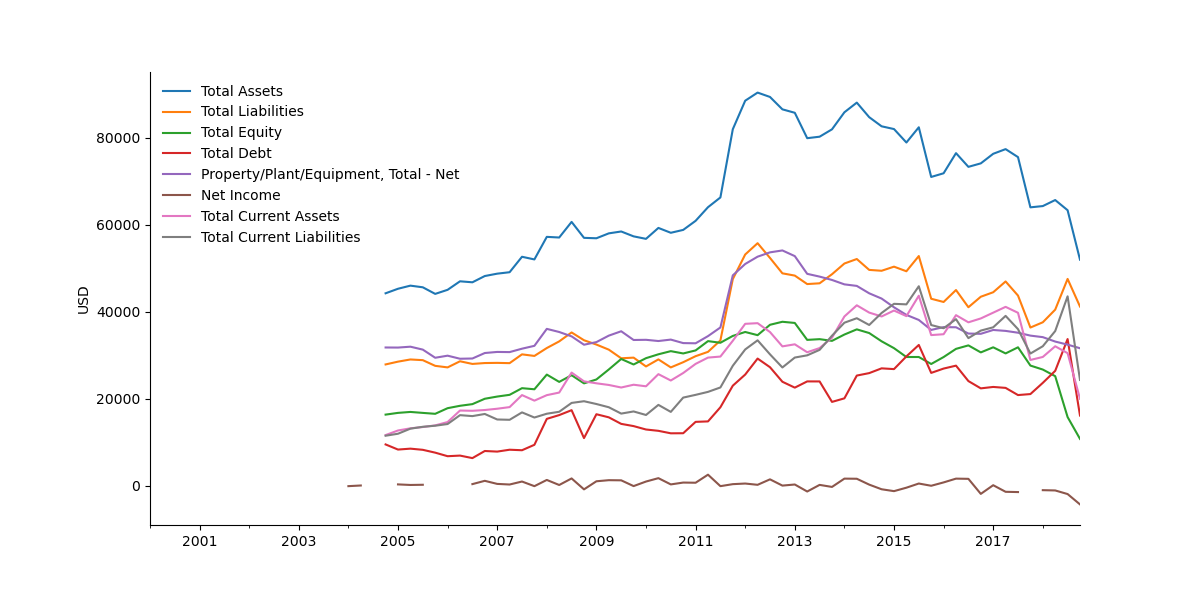 Total Assets
Total Liabilities
Total Equity
Total Debt
Property/Plant/Equipment, Total - Net
Net Income
Total Current Assets
Total Current Liabilities
USD
80000
60000
40000
20000
0
2001 2003 2005 2007 2009 2011 2013 2015 2017